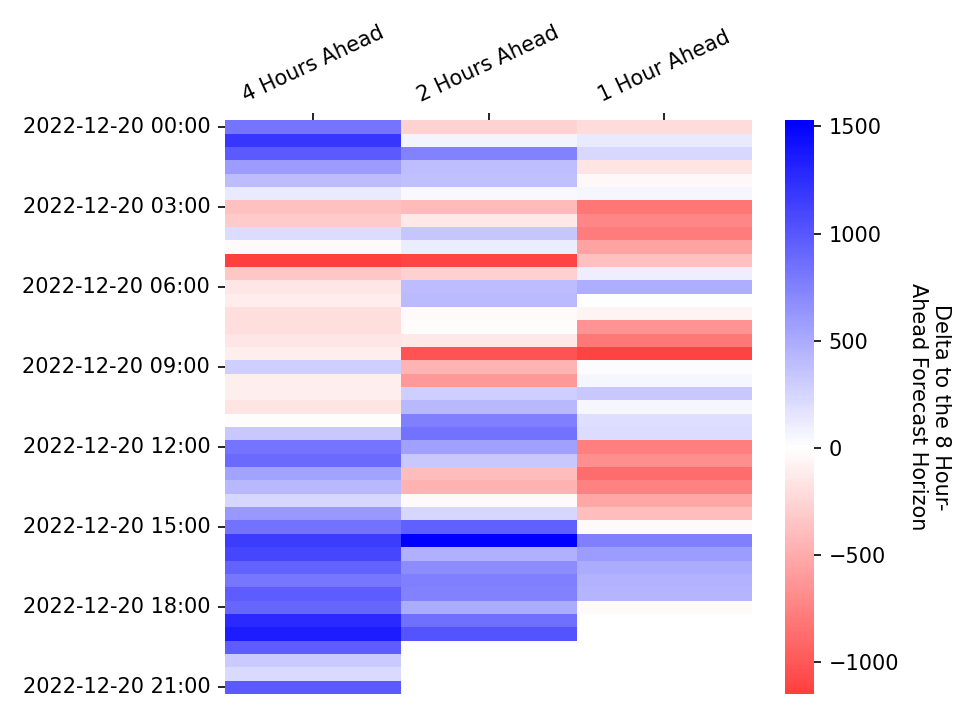 4 Hours Ahead
2 Hours Ahead
1 Hour Ahead
2022-12-20 00:00
2022-12-20 03:00
2022-12-20 06:00
2022-12-20 09:00
2022-12-20 12:00
2022-12-20 15:00
2022-12-20 18:00
2022-12-20 21:00
1500
1000
500
0
−500
−1000
Delta to the 8 Hour-
Ahead Forecast Horizon